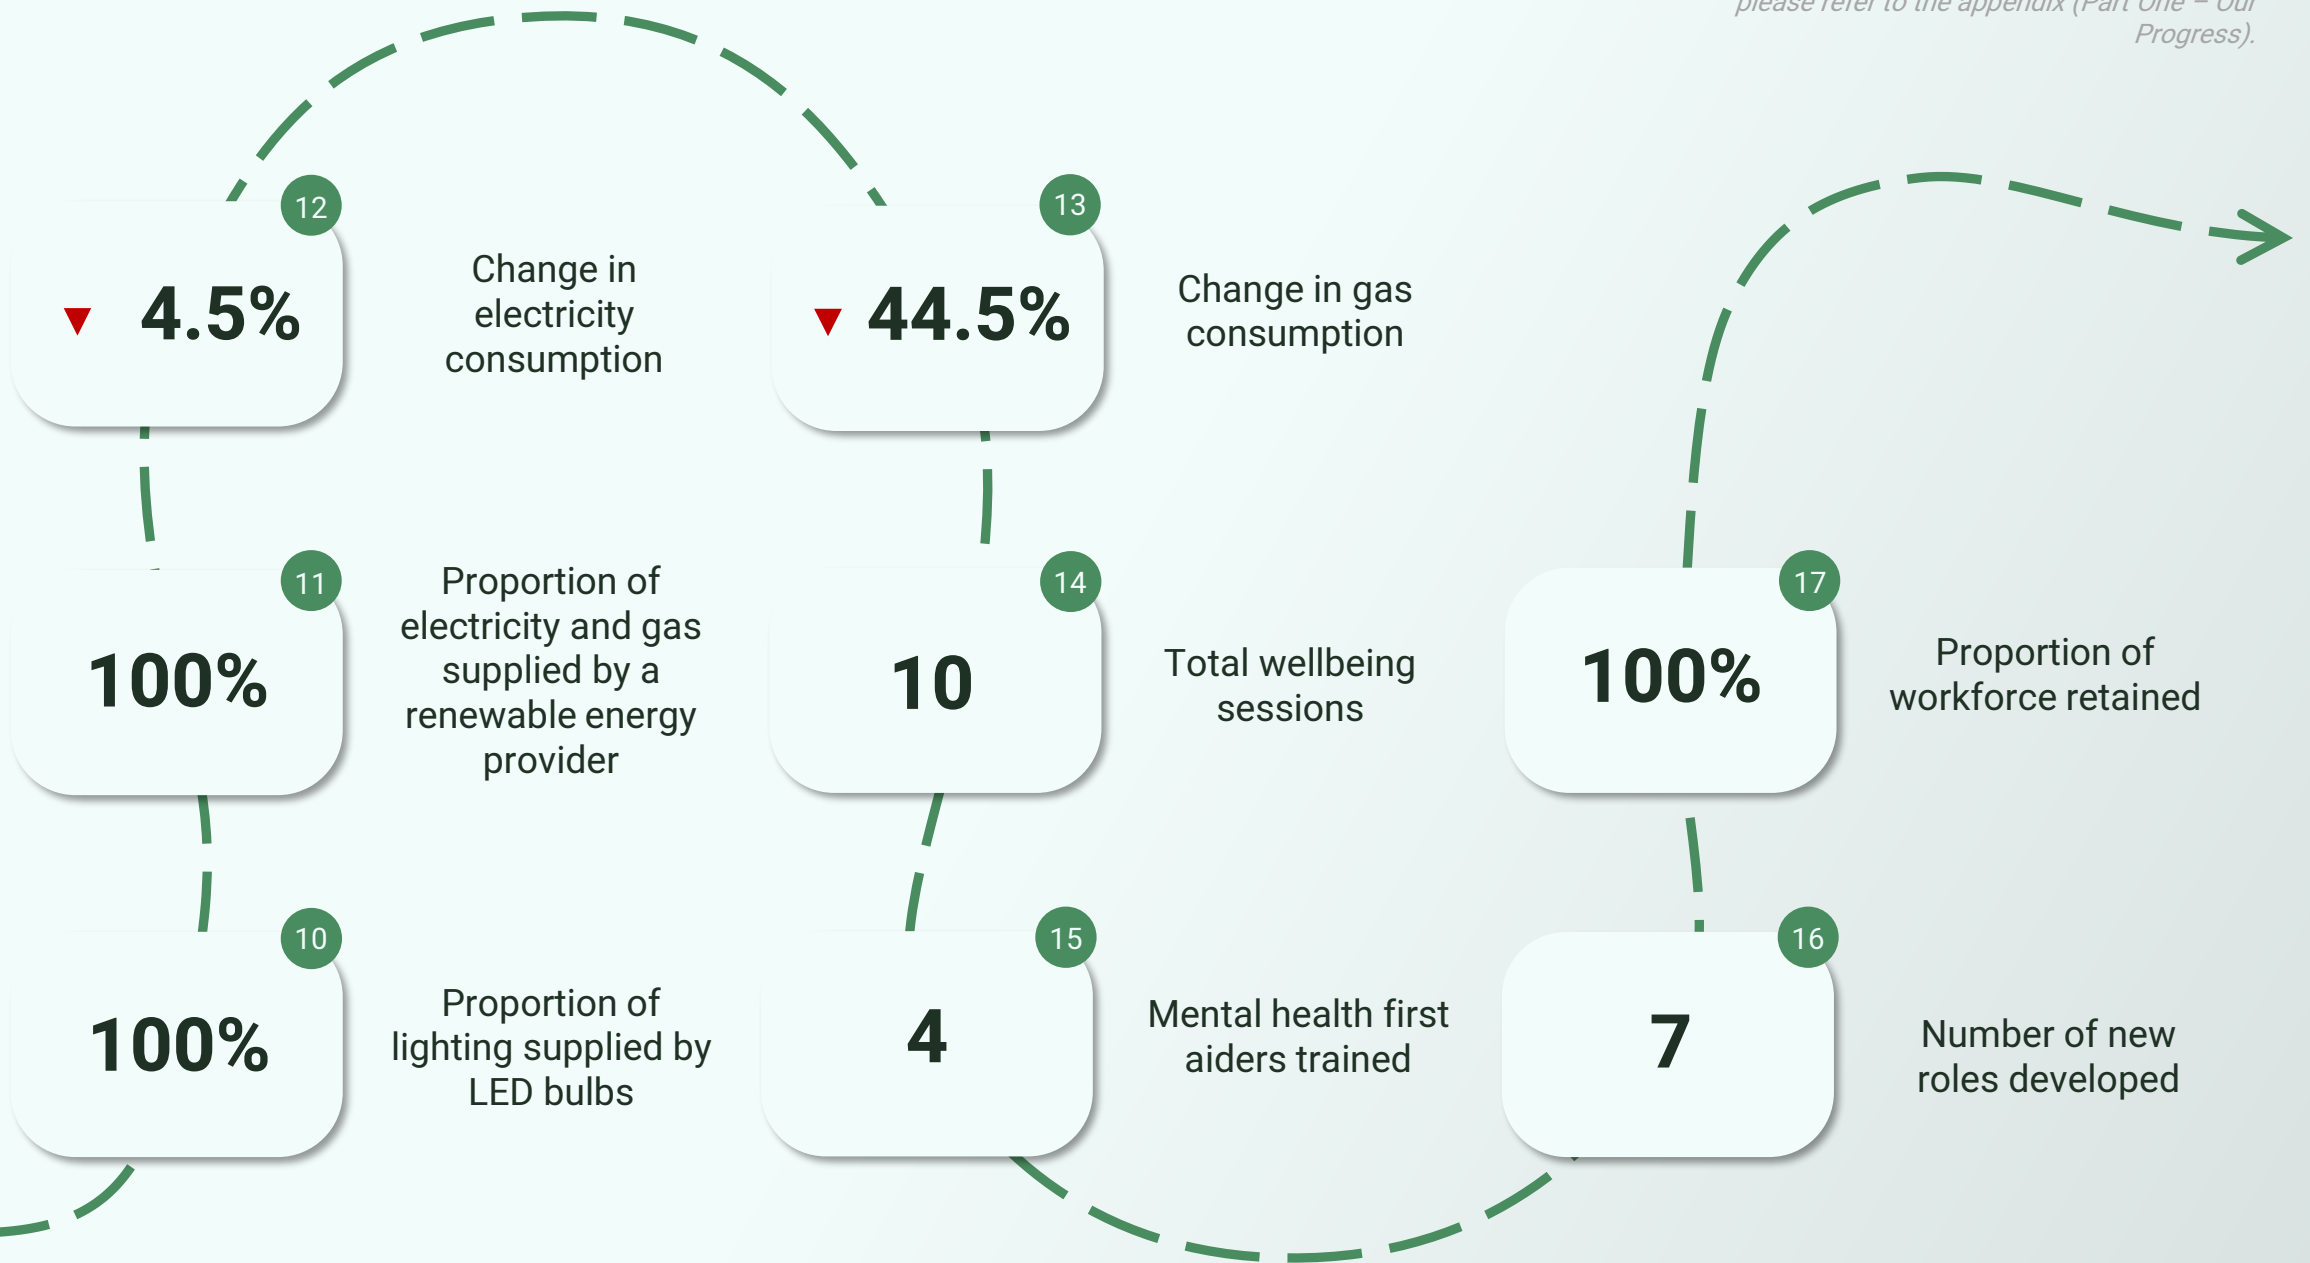 please refer to the appendix (Part One – Our
Progress).
12
▼ 4.5%
Change in
electricity
consumption
13
▼ 44.5%
Change in gas
consumption
11
100%
Proportion of
electricity and gas
supplied by a
renewable energy
provider
14
10
Total wellbeing
sessions
17
100%
Proportion of
workforce retained
10
100%
Proportion of
lighting supplied by
LED bulbs
15
4
Mental health first
aiders trained
16
7
Number of new
roles developed